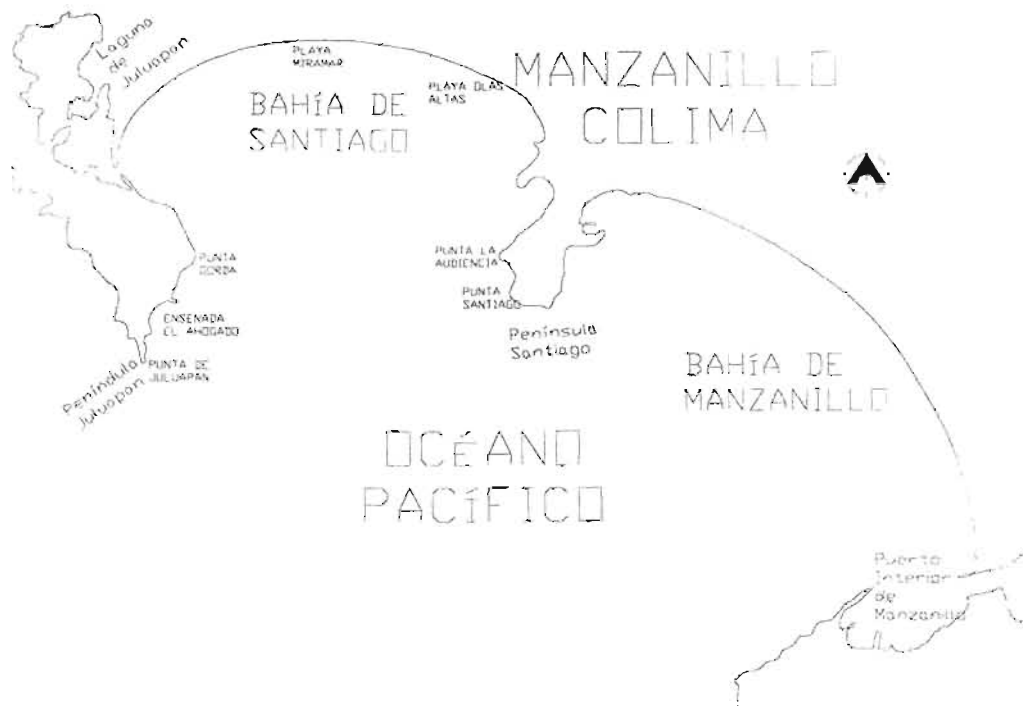 Laguna
de
Juluapan
PLAYA
MIRAMAR
PLAYA OLAS
ALTAS
MANZANILLO
COLIMA
BAHÍA DE
SANTIAGO
PUNTA
GORDA
PUNTA LA
AUDIENCIA
PUNTA
SANTIAGO
ENSENADA
EL AHOGADO
Península
Santiago
PUNTA DE
JULUAPAN
Peníndula
Juluapan
BAHÍA DE
MANZANILLO
OCÉANO
PACÍFICO
Puerto
Interior
de
Manzanillo